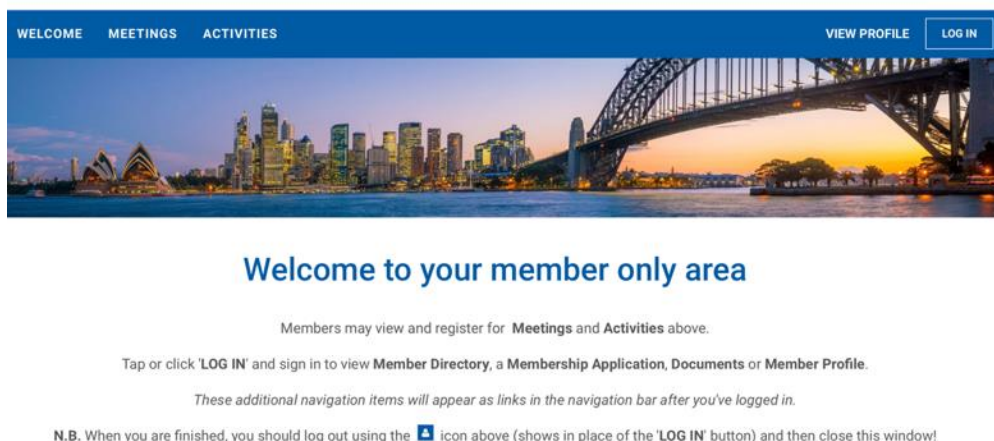 WELCOME MEETINGS ACTIVITIES VIEW PROFILE LOG IN
Welcome to your member only area
Members may view and register for Meetings and Activities above.
Tap or click 'LOG IN' and sign in to view Member Directory, a Membership Application, Documents or Member Profile.
These additional navigation items will appear as links in the navigation bar after you've logged in.
N.B. When you are finished, you should log out using the icon above (shows in place of the 'LOG IN' button) and then close this window!